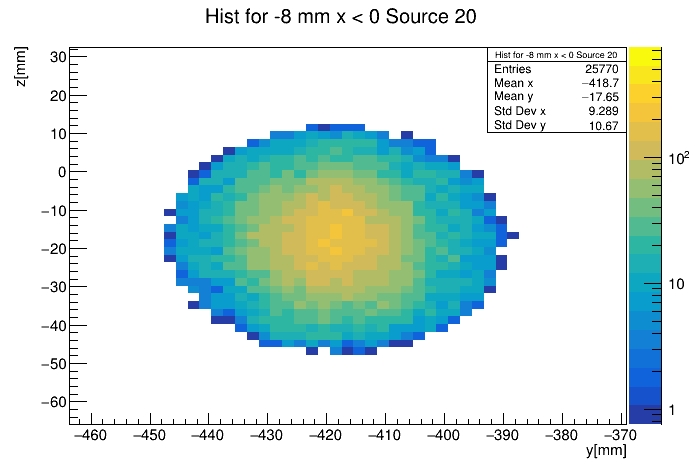 Hist for -8 mm x < 0 Source 20
z[mm]
Hist for -8 mm x < 0 Source 20
Entries 25770
Mean x −418.7
Mean y −17.65
Std Dev x 9.289
Std Dev y 10.67
30
20
10
0
−10
−20
−30
−40
−50
−60
10²
10
1
−460 −450 −440 −430 −420 −410 −400 −390 −380 −370
y[mm]